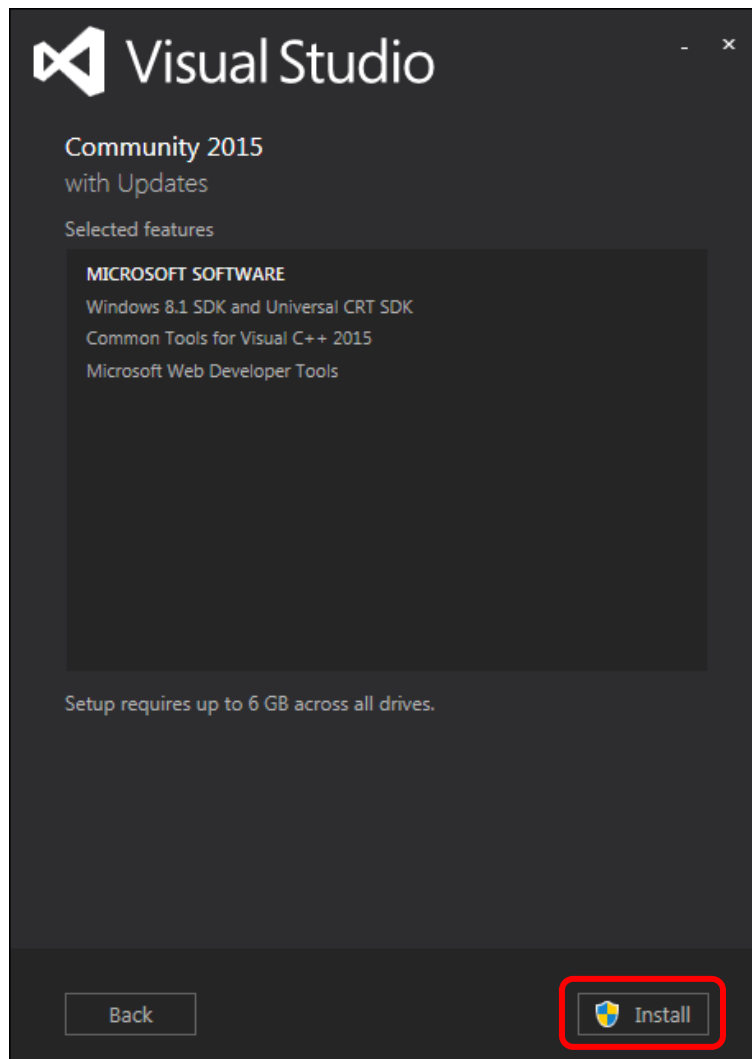 Visual Studio
Community 2015
with Updates
Selected features
MICROSOFT SOFTWARE
Windows 8.1 SDK and Universal CRT SDK
Common Tools for Visual C++ 2015
Microsoft Web Developer Tools
Setup requires up to 6 GB across all drives.
Back
Install